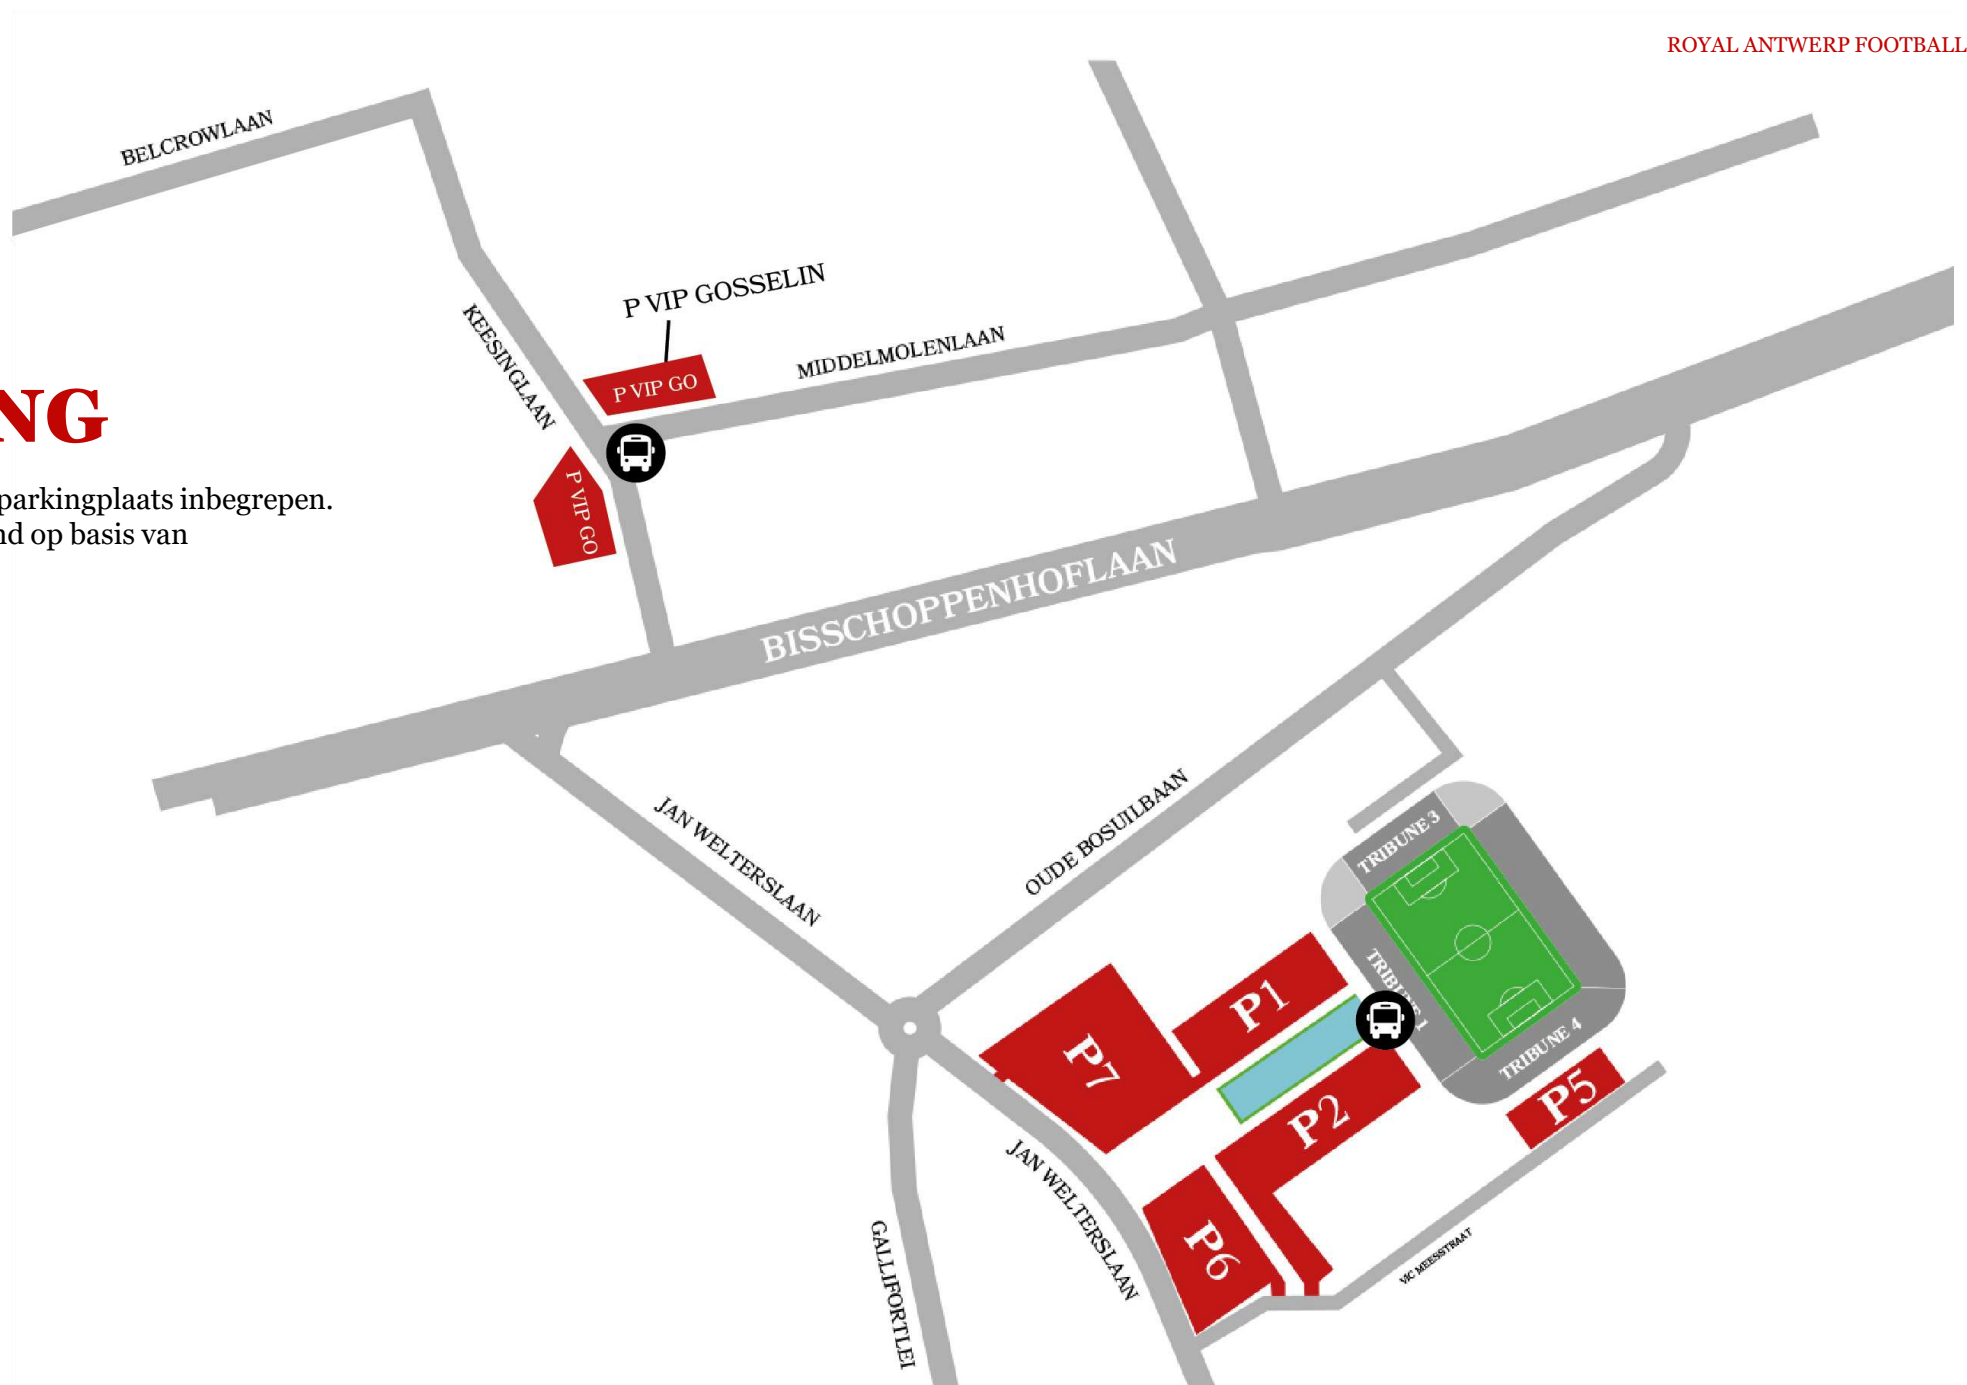 ROYAL ANTWERP FOOTBALL
BELCROWLAAN
P VIP GOSSELIN
KEESINGLAAN
MIDDELMOLENLAAN
P VIP GO
NG
P VIP GO
parkingplaats inbegrepen.
nd op basis van
BISSCHOPPENHOFLAAN
JAN WELTERSLAAN
OUDE BOSUILBAAN
TRIBUNE 3
TRIBUNE 1
P1
P7
TRIBUNE 4
P5
P2
JAN WELTERSLAAN
P6
GALLIFORTLEI
VIC MEESSTRAAT